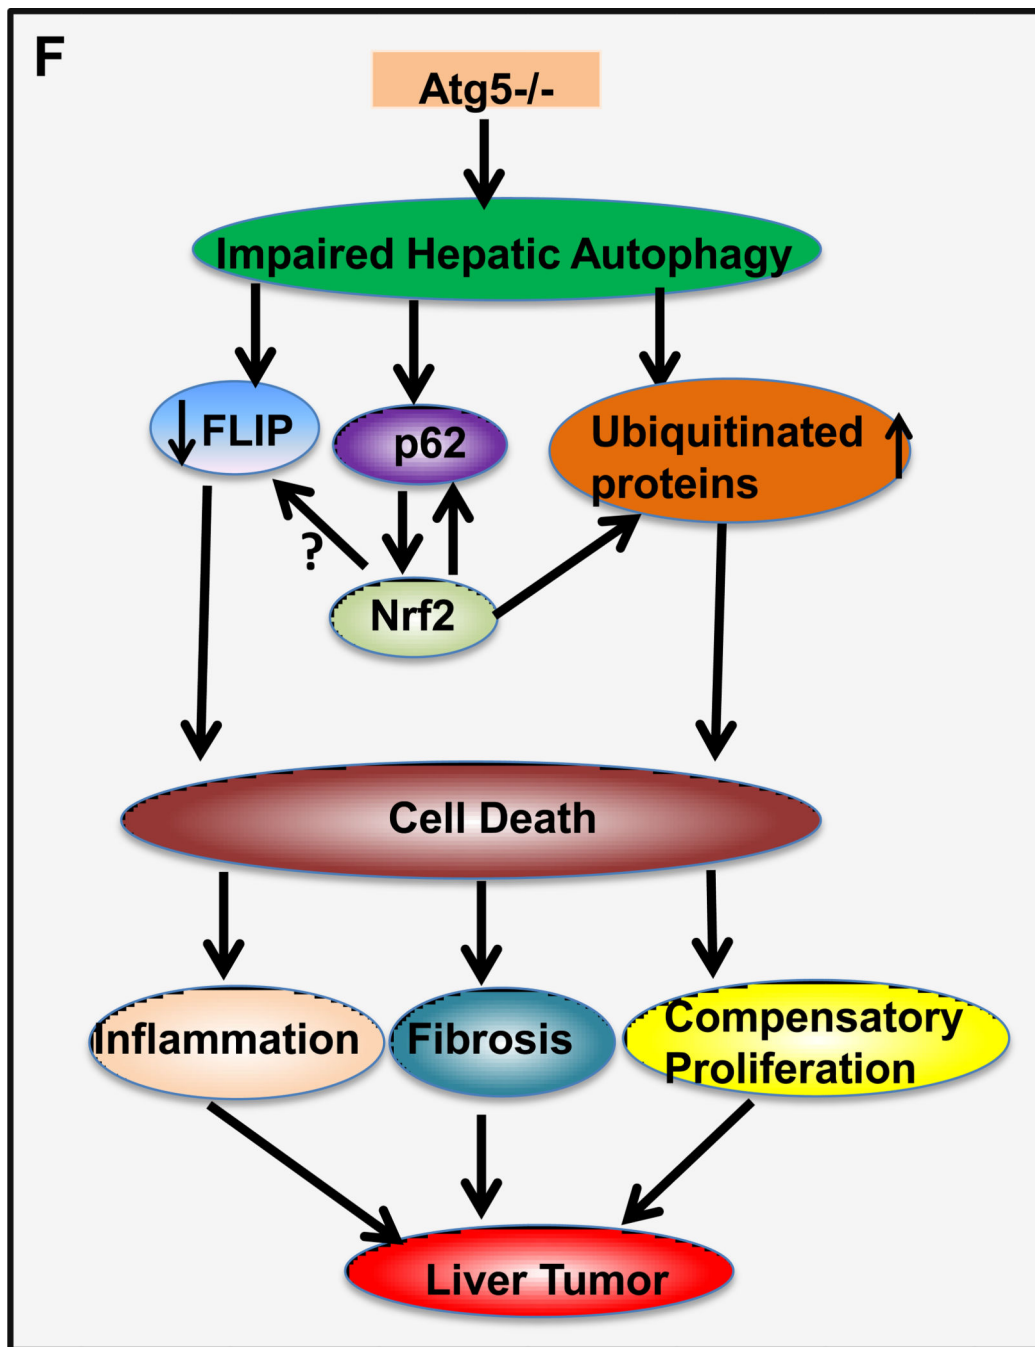 F
Atg5-/-
Impaired Hepatic Autophagy
FLIP
p62
Ubiquitinated
proteins
?
Nrf2
Cell Death
Inflammation
Fibrosis
Compensatory
Proliferation
Liver Tumor